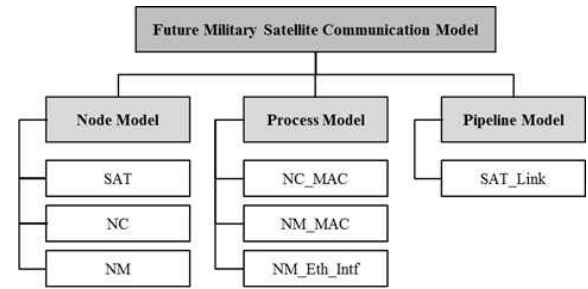 Future Military Satellite Communication Model
Node Model
Process Model
Pipeline Model
SAT
NC_MAC
SAT_Link
NC
NM_MAC
NM
NM_Eth_Intf